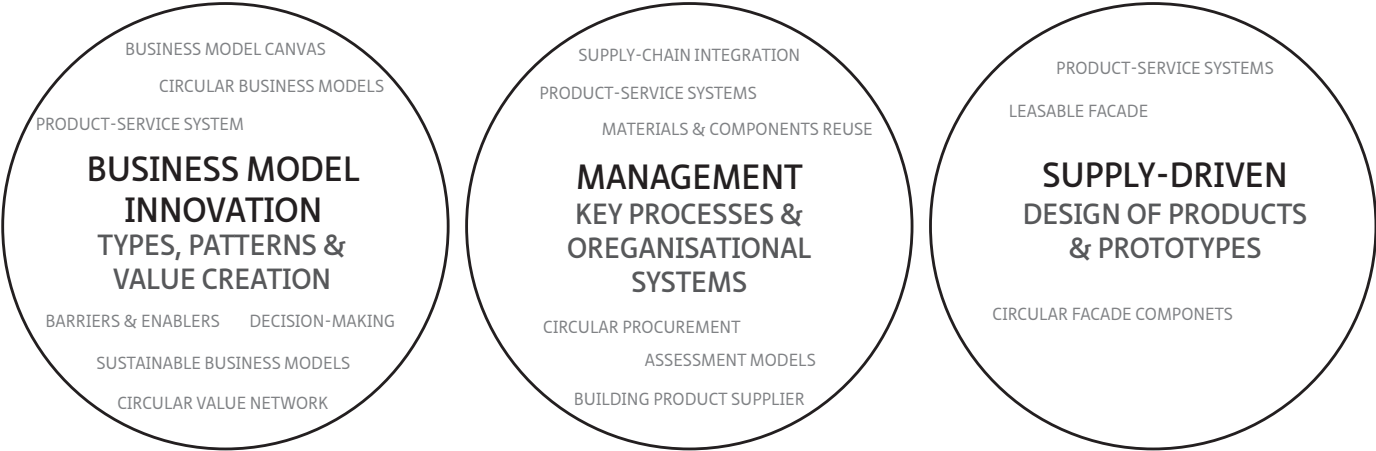 BUSINESS MODEL CANVAS
CIRCULAR BUSINESS MODELS
PRODUCT-SERVICE SYSTEM
BUSINESS MODEL
INNOVATION
TYPES, PATTERNS &
VALUE CREATION
BARRIERS & ENABLERS DECISION-MAKING
SUSTAINABLE BUSINESS MODELS
CIRCULAR VALUE NETWORK
SUPPLY-CHAIN INTEGRATION
PRODUCT-SERVICE SYSTEMS
MATERIALS & COMPONENTS REUSE
MANAGEMENT
KEY PROCESSES &
OREGANISATIONAL
SYSTEMS
CIRCULAR PROCUREMENT
ASSESSMENT MODELS
BUILDING PRODUCT SUPPLIER
PRODUCT-SERVICE SYSTEMS
LEASABLE FACADE
SUPPLY-DRIVEN
DESIGN OF PRODUCTS
& PROTOTYPES
CIRCULAR FACADE COMPONETS